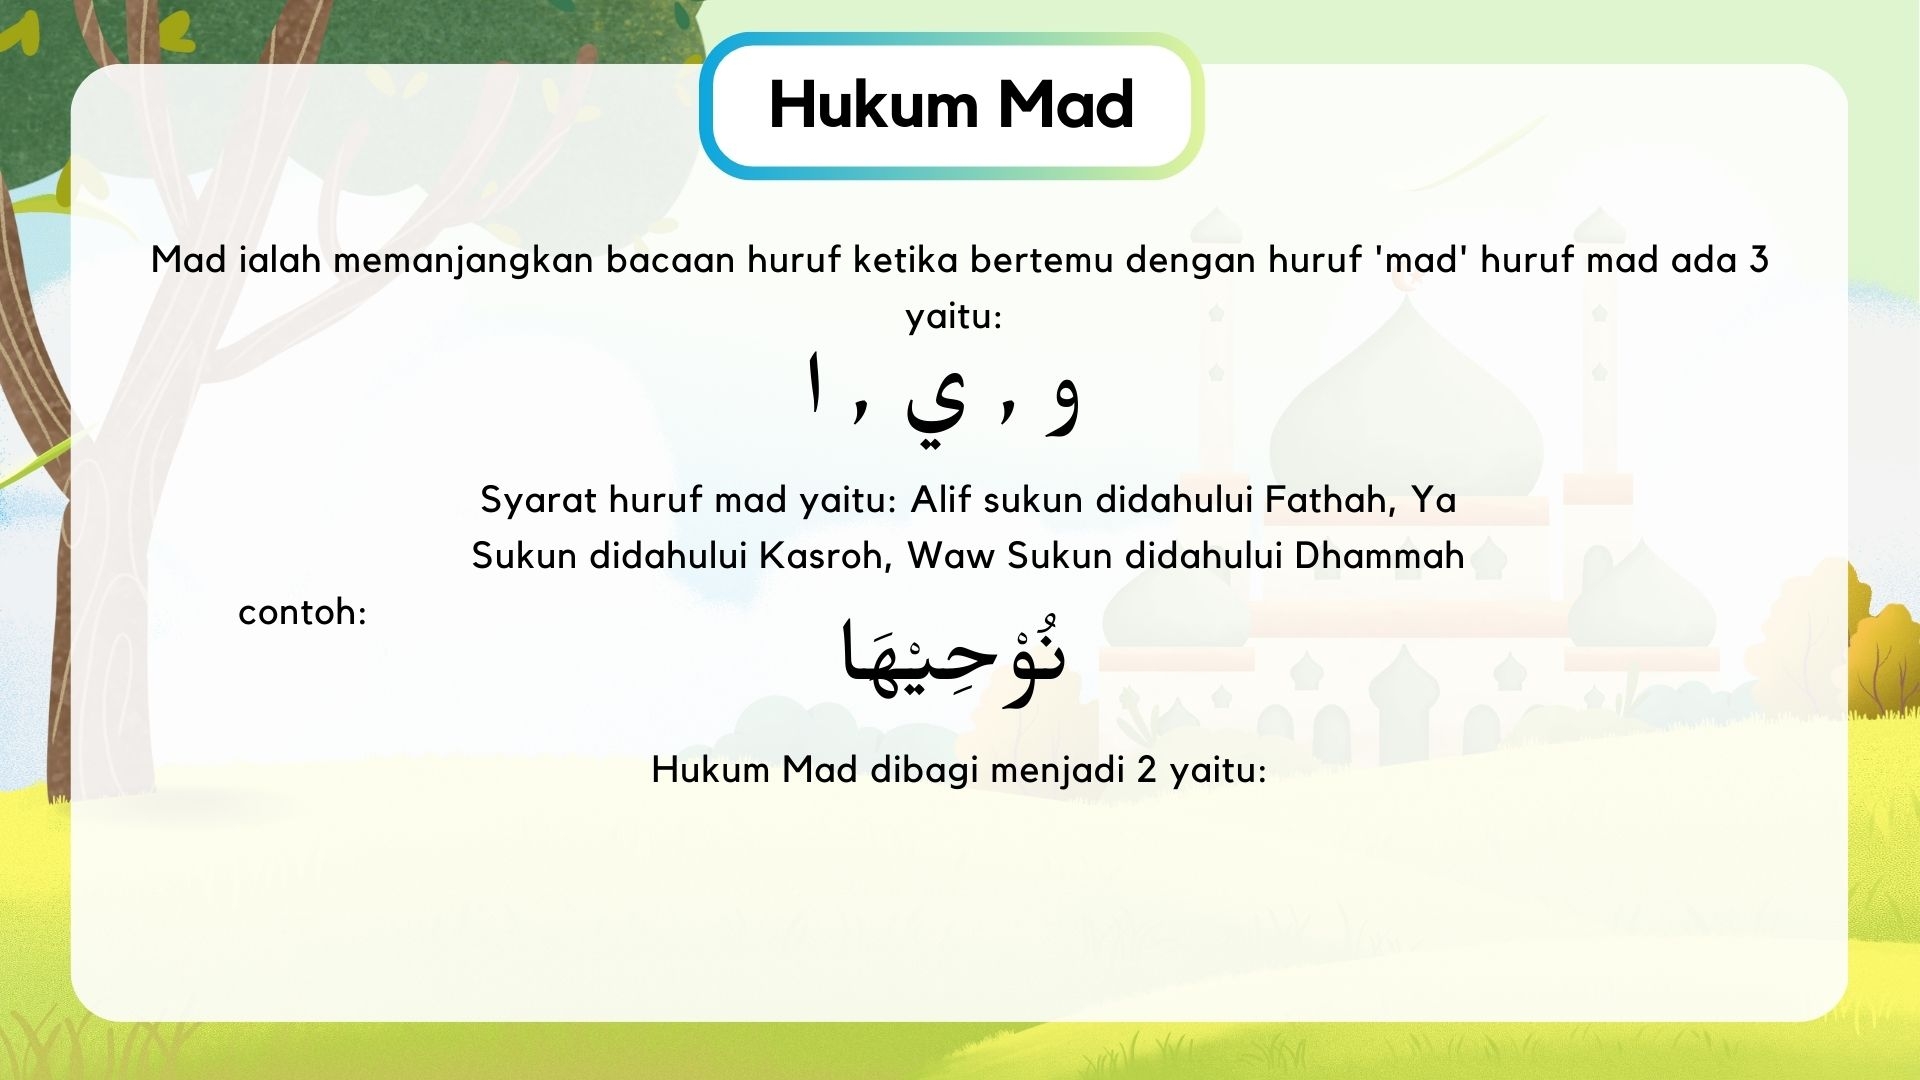 Hukum Mad
Mad ialah memanjangkan bacaan huruf ketika bertemu dengan huruf 'mad' huruf mad ada 3
yaitu:
و , ي , ا
Syarat huruf mad yaitu: Alif sukun didahului Fathah, Ya
Sukun didahului Kasroh, Waw Sukun didahului Dhammah
contoh:
نُوْحِيْهَا
Hukum Mad dibagi menjadi 2 yaitu: